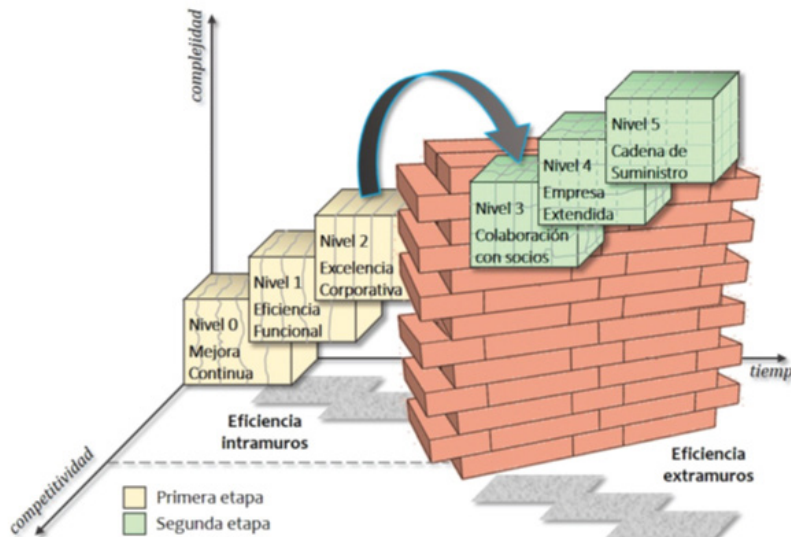 complejidad
Nivel 5
Cadena de
Suministro
Nivel 4
Empresa
Extendida
Nivel 3
Colaboración
con socios
Nivel 2
Excelencia
Corporativa
Nivel 1
Eficiencia
Funcional
Nivel 0
Mejora
Continua
tiemp
Eficiencia
intramuros
Eficiencia
extramuros
competitividad
Primera etapa
Segunda etapa